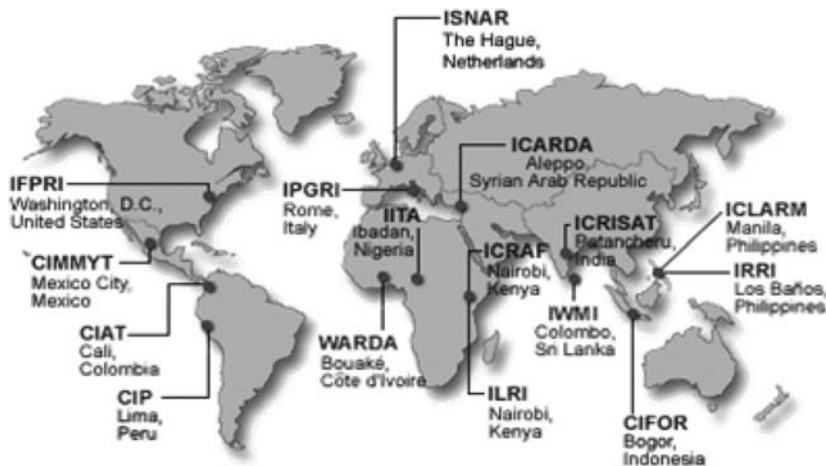 ISNAR
The Hague,
Netherlands
ICARDA
Aleppo,
Syrian Arab Republic
IFPRI
Washington, D.C.,
United States
IPGRI
Rome,
Italy
IITA
Ibadan,
Nigeria
ICRISAT
Patancheru,
India
ICLARM
Manila,
Philippines
ICRAF
Nairobi,
Kenya
CIMMYT
Mexico City,
Mexico
IRRI
Los Baños,
Philippines
IWMI
Colombo,
Sri Lanka
CIAT
Cali,
Colombia
WARDA
Bouaké,
Côte d'Ivoire
CIP
Lima,
Peru
ILRI
Nairobi,
Kenya
CIFOR
Bogor,
Indonesia